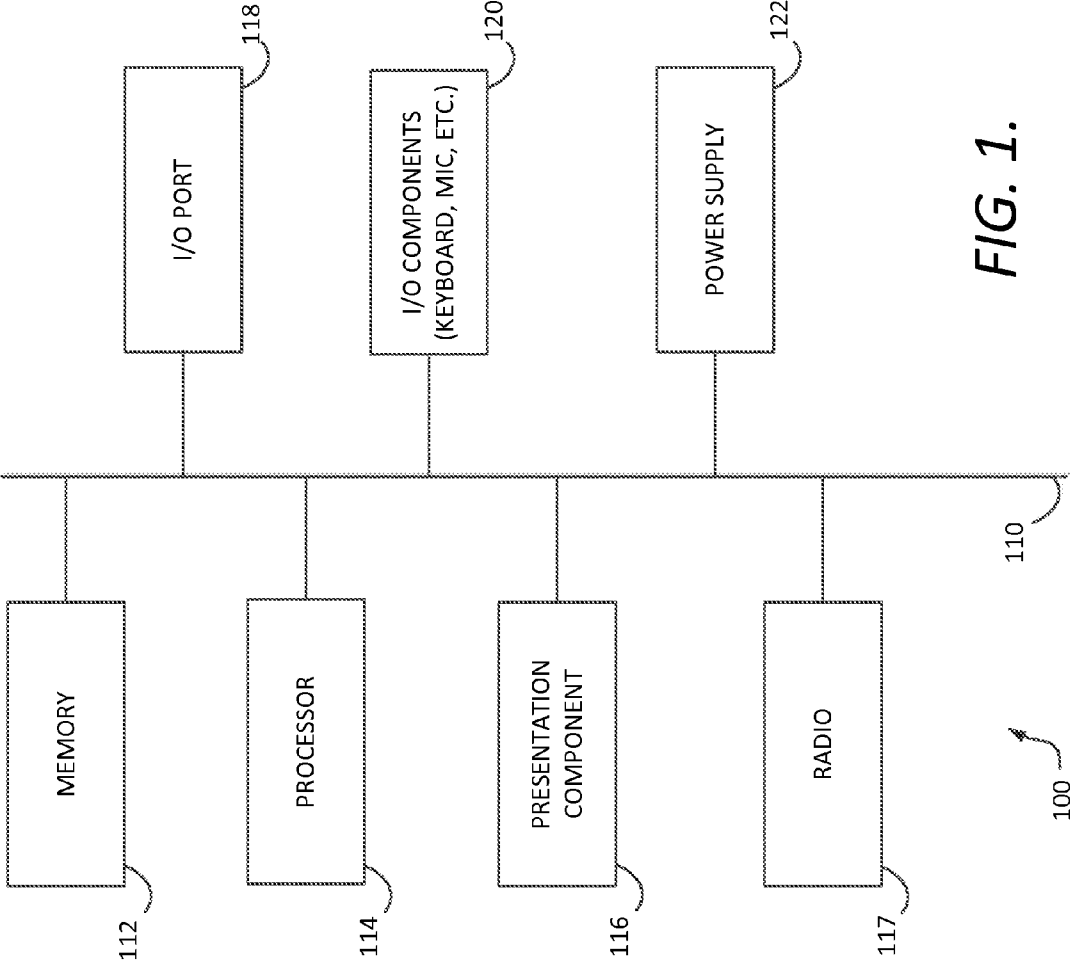 MEMORY
112
PROCESSOR
114
PRESENTATION
COMPONENT
116
RADIO
117
I/O PORT
118
I/O COMPONENTS
(KEYBOARD, MIC, ETC.)
120
POWER SUPPLY
122
110
100
FIG. 1.